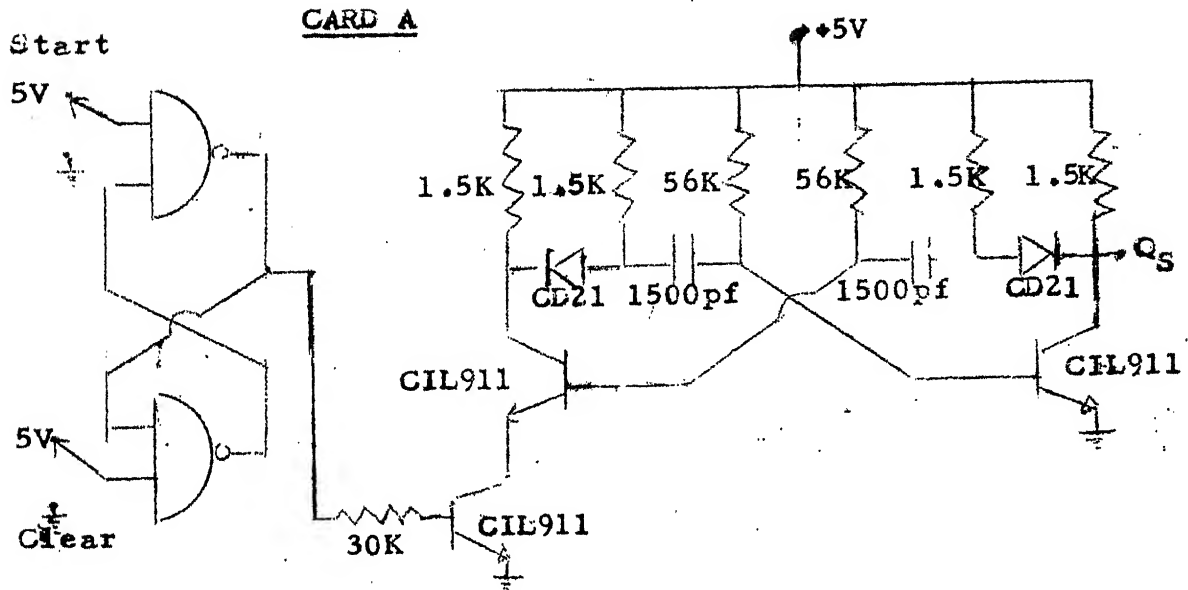 CARD A
Start
5V
+5V
1.5K 1.5K 56K 56K 1.5K 1.5K
CD21 1500pf 1500pf CD21 QS
CIL911 CIL911
5V
Clear
30K
CIL911